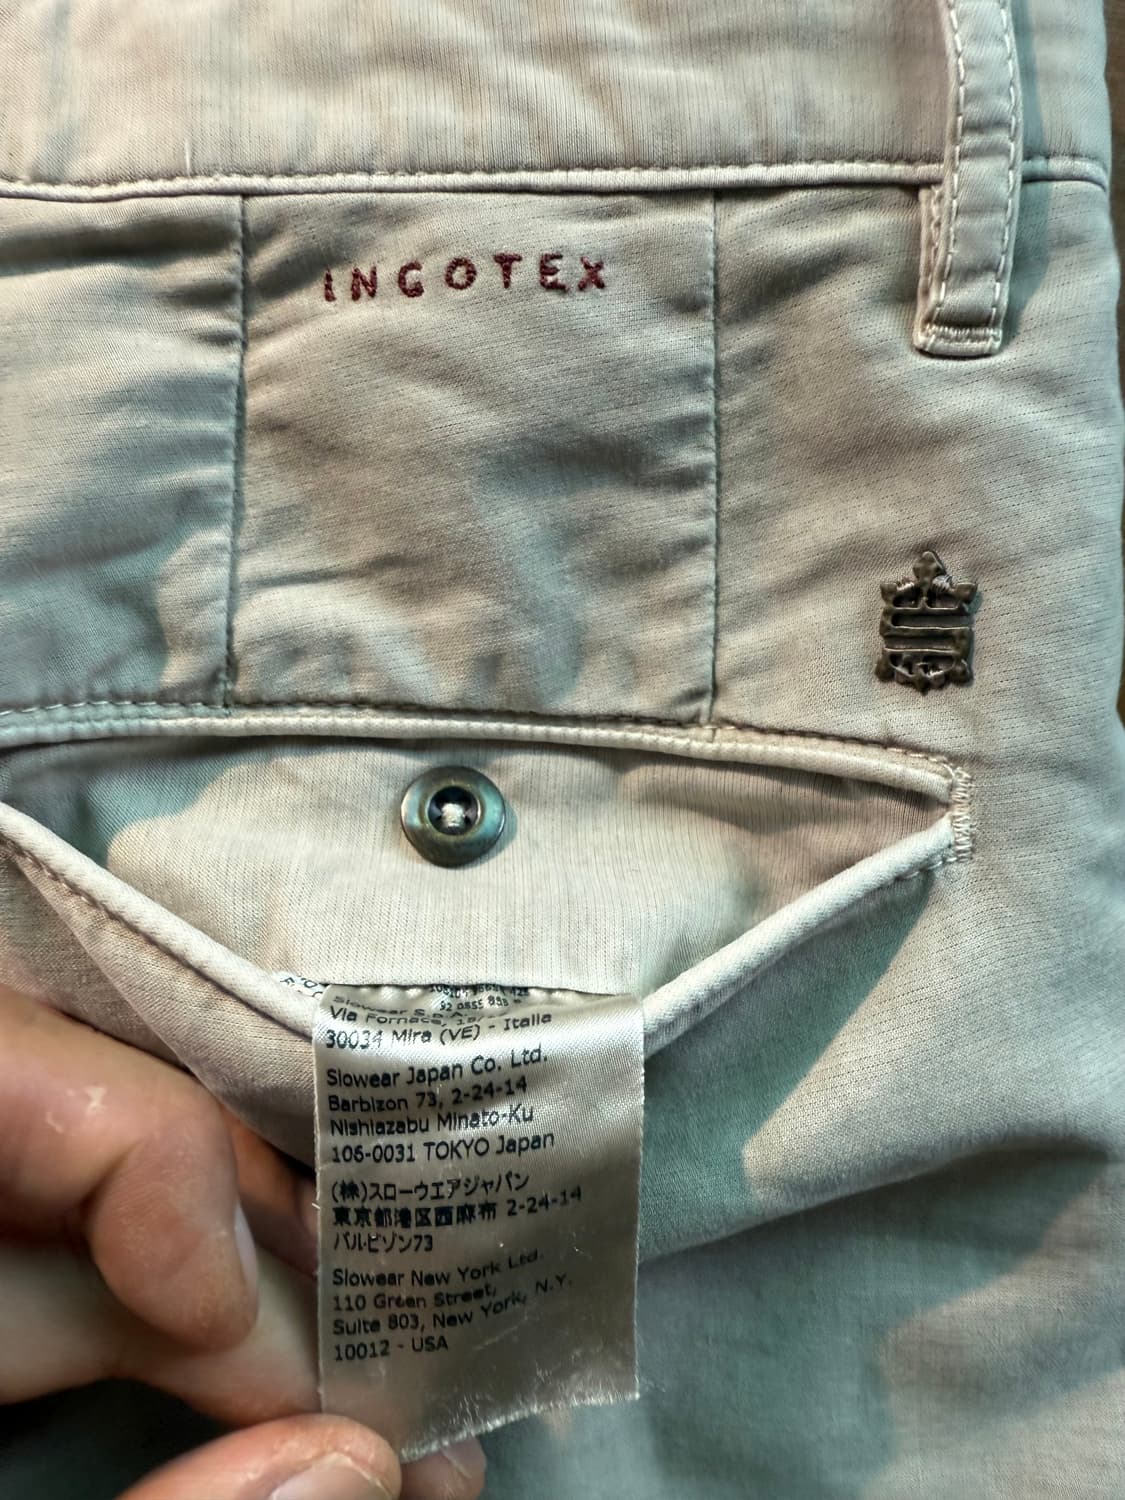 INCOTEX
Slowear S.p.A.
Via Fornace,
30034 Mira (VE) - Italia
Slowear Japan Co. Ltd.
Barbizon 73, 2-24-14
Nishiazabu Minato-Ku
106-0031 TOKYO Japan
(株)スローウエアジャパン
東京都港区西麻布 2-24-14
バルビゾン73
Slowear New York Ltd.
110 Green Street,
Suite 803, New York, N.Y.
10012 - USA